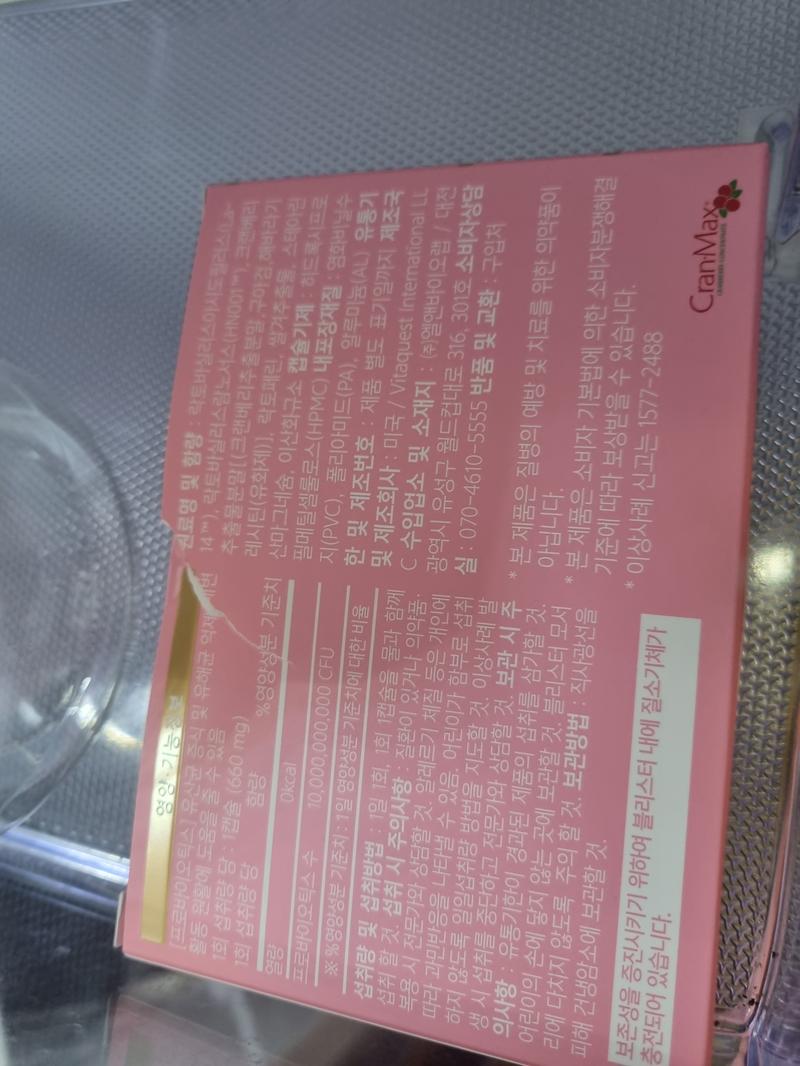 영양·기능정보
[프로바이오틱스] 유산균 증식 및 유해균 억제·배변
활동 원활에 도움을 줄 수 있음
1회 섭취량 당 : 캡슐 (660 mg)
1회 섭취량 당 함량 %영양성분 기준치
열량 0kcal
프로바이오틱스 수 10,000,000,000 CFU
※ %영양성분 기준치 : 1일 영양성분 기준치에 대한 비율
섭취량 및 섭취방법 : 1일 1회, 1회 1캡슐을 물과 함께
섭취 할 것. 섭취 시 주의사항 : 질환이 있거나 의약품
복용 시 전문가와 상담할 것. 알레르기 체질 등은 개인에
따라 과민반응을 나타낼 수 있음. 어린이가 함부로 섭취
하지 않도록 일일섭취량 방법을 지도할 것. 이상사례 발
생 시 섭취를 중단하고 전문가와 상담할 것. 보관 시 주
의사항 : 유통기한이 경과된 제품의 섭취를 삼가할 것.
어린이의 손에 닿지 않는 곳에 보관할 것. 블리스터 모서
리에 다치지 않도록 주의 할 것. 보관방법 : 직사광선을
피해 건냉암소에 보관할 것.
보존성을 증진시키기 위하여 블리스터 내에 질소기체가
충전되어 있습니다.
원료명 및 함량 : 락토바실러스아시도필러스(La-
14™), 락토바실러스람노서스(HN001™), 크랜베리
추출물분말[(크랜베리추출분말, 구아검, 해바라기
레시틴(유화제)], 락토페린, 쌀겨추출물, 스테아린
산마그네슘, 이산화규소 캡슐기제 : 히드록시프로
필메틸셀룰로스(HPMC) 내포장재질 : 염화비닐수
지(PVC), 폴리아미드(PA), 알루미늄(AL) 유통기
한 및 제조번호 : 제품 별도 표기일까지 제조국
및 제조회사 : 미국 / Vitaquest International LL
C 수입업소 및 소재지 : (주)엘앤바이오랩 / 대전
광역시 유성구 월드컵대로 316, 301호 소비자상담
실 : 070-4610-5555 반품 및 교환 : 구입처
* 본 제품은 질병의 예방 및 치료를 위한 의약품이
아닙니다.
* 본 제품은 소비자 기본법에 의한 소비자분쟁해결
기준에 따라 보상받을 수 있습니다.
* 이상사례 신고는 1577-2488
Cran·Max®
CRANBERRY CONCENTRATE